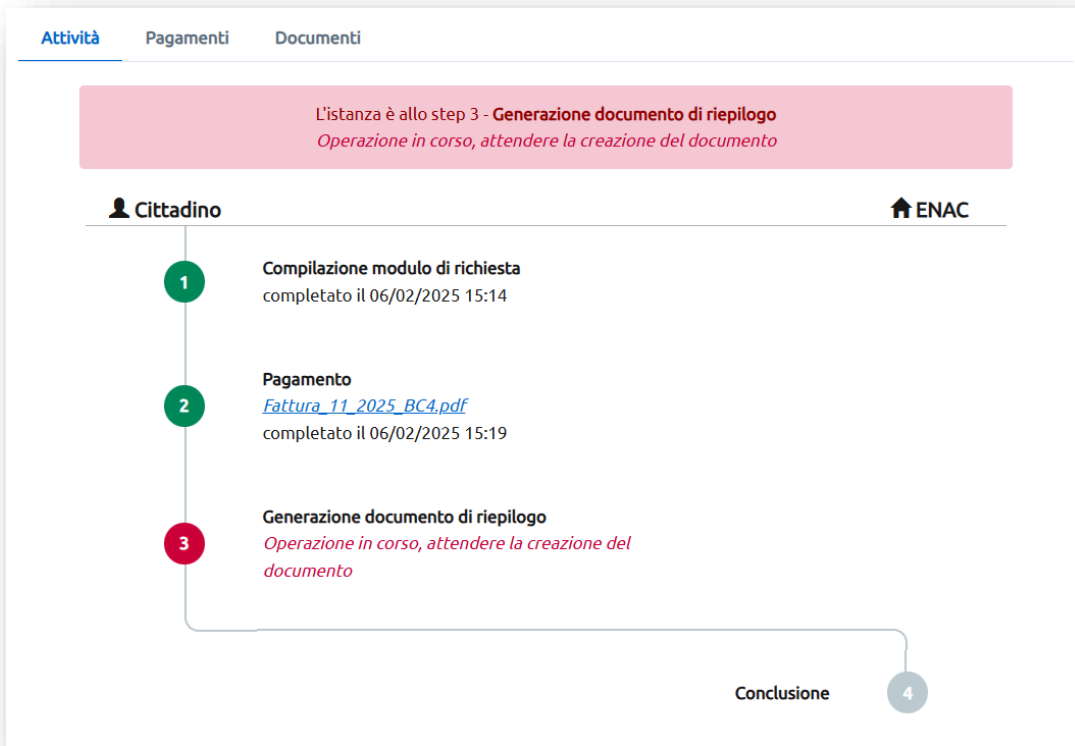 Attività Pagamenti Documenti
L'istanza è allo step 3 - Generazione documento di riepilogo
Operazione in corso, attendere la creazione del documento
Cittadino
ENAC
1
Compilazione modulo di richiesta
completato il 06/02/2025 15:14
2
Pagamento
Fattura_11_2025_BC4.pdf
completato il 06/02/2025 15:19
3
Generazione documento di riepilogo
Operazione in corso, attendere la creazione del
documento
Conclusione
4